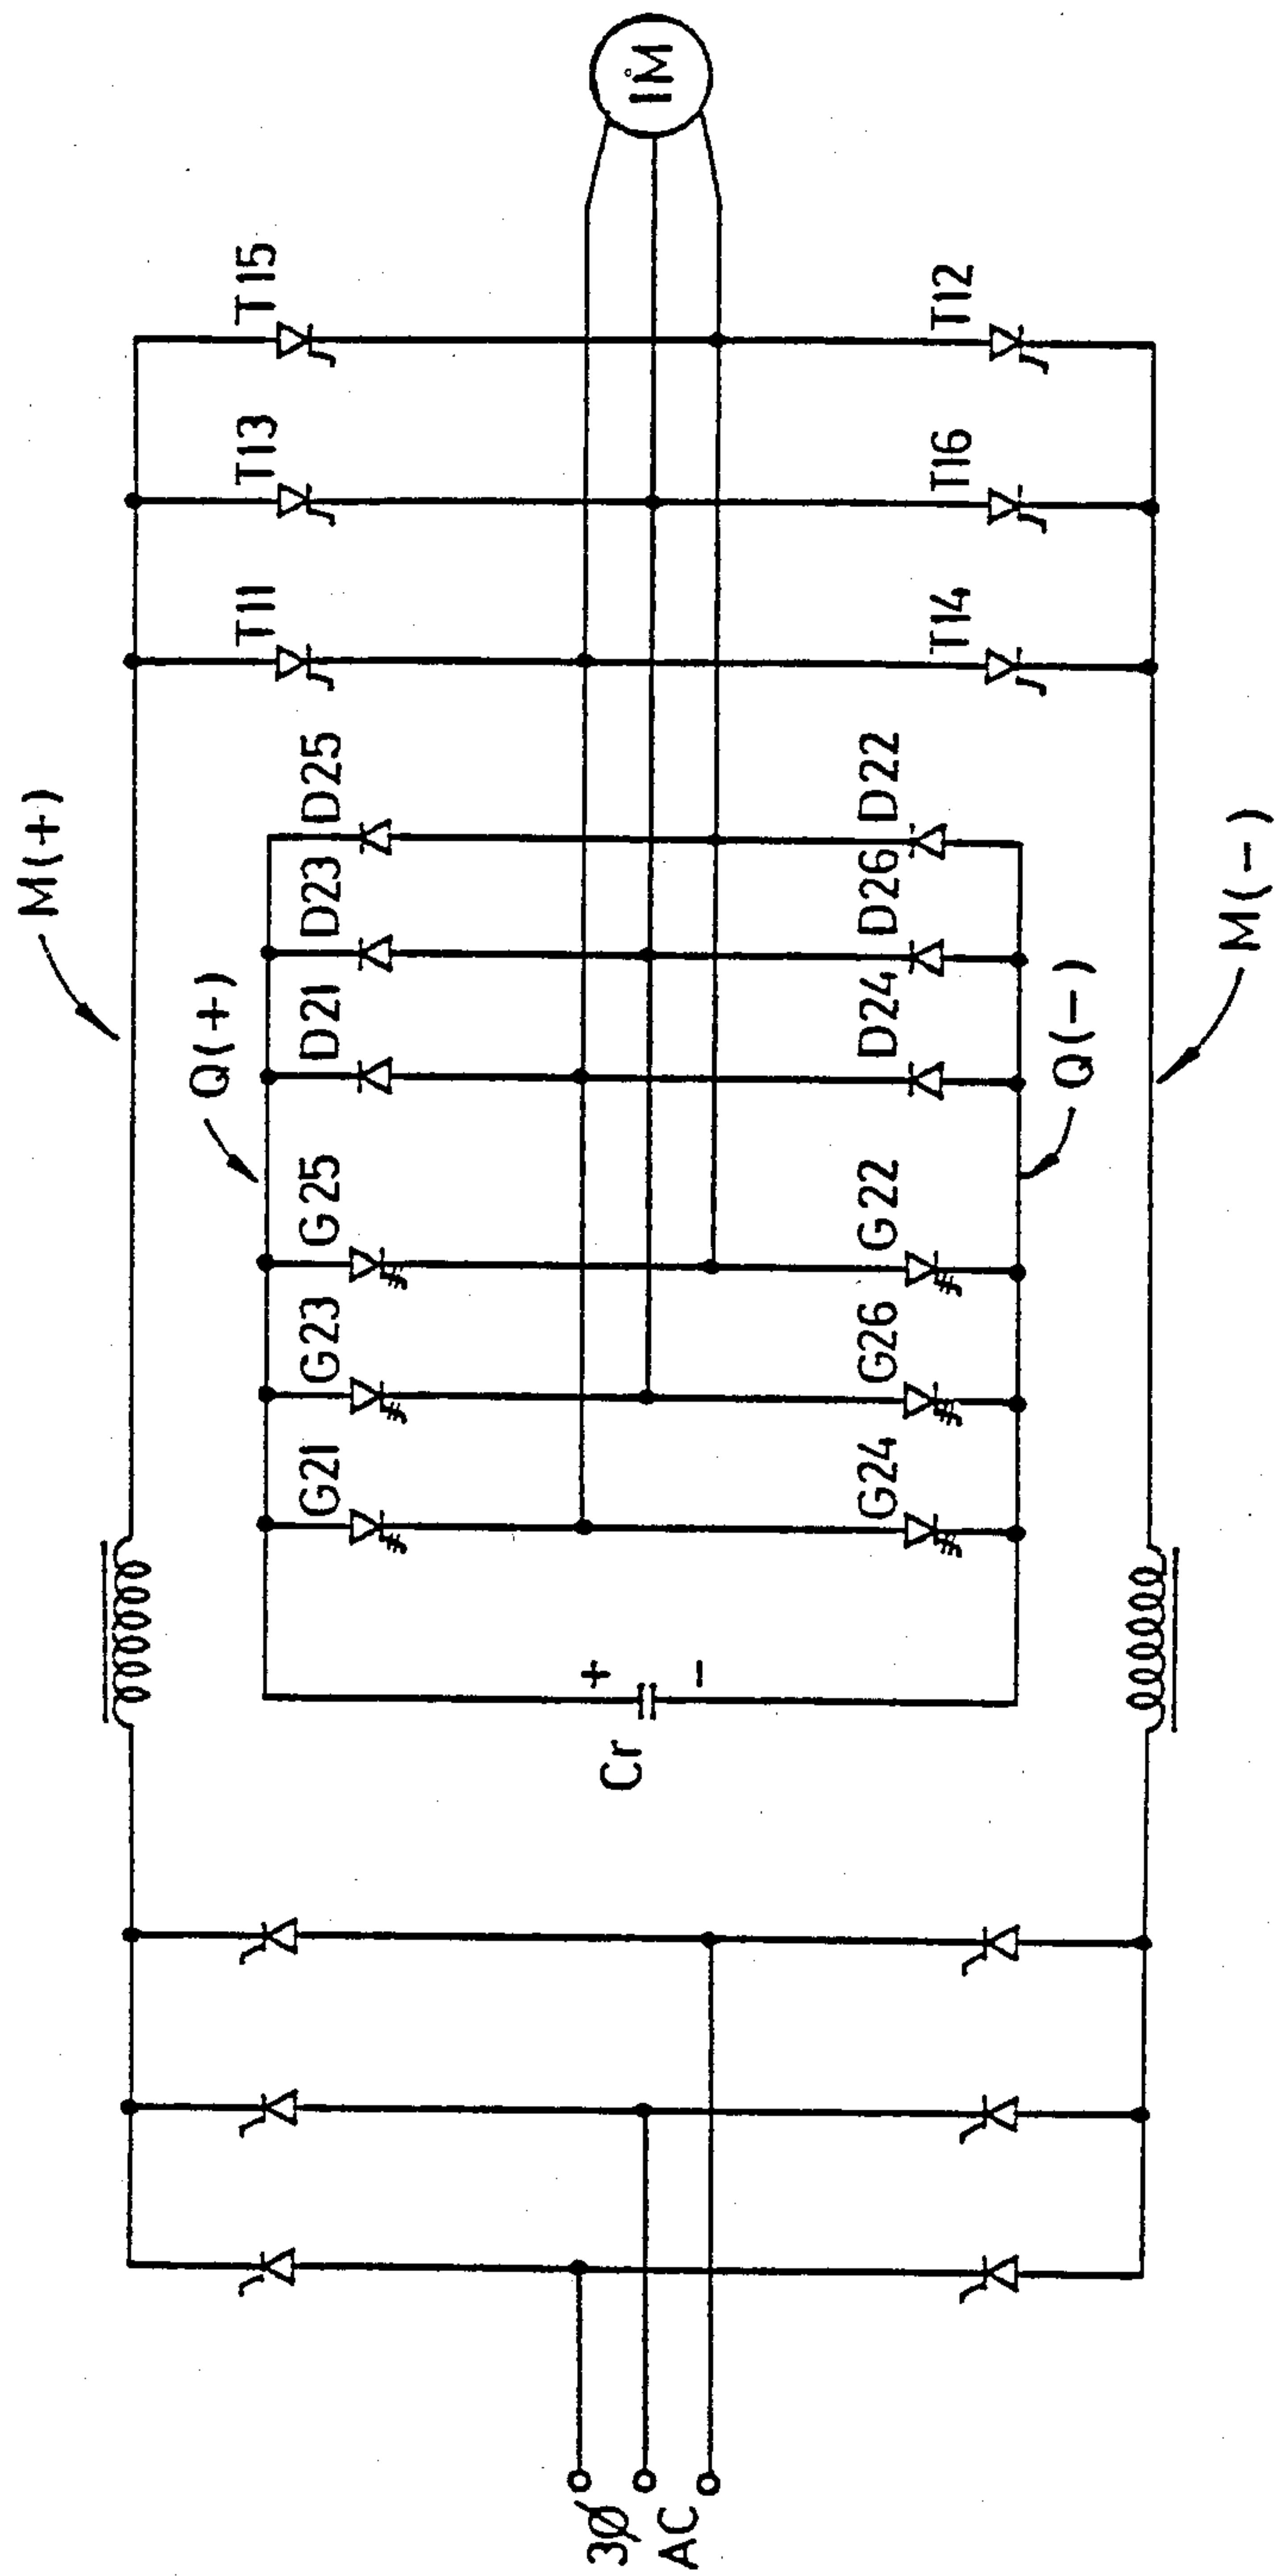 3Ø
AC
M(+)
Q(+)
Cr
+
-
G21
G23
G25
D21
D23
D25
T11
T13
T15
IM
G24
G26
G22
D24
D26
D22
T14
T16
T12
Q(-)
M(-)